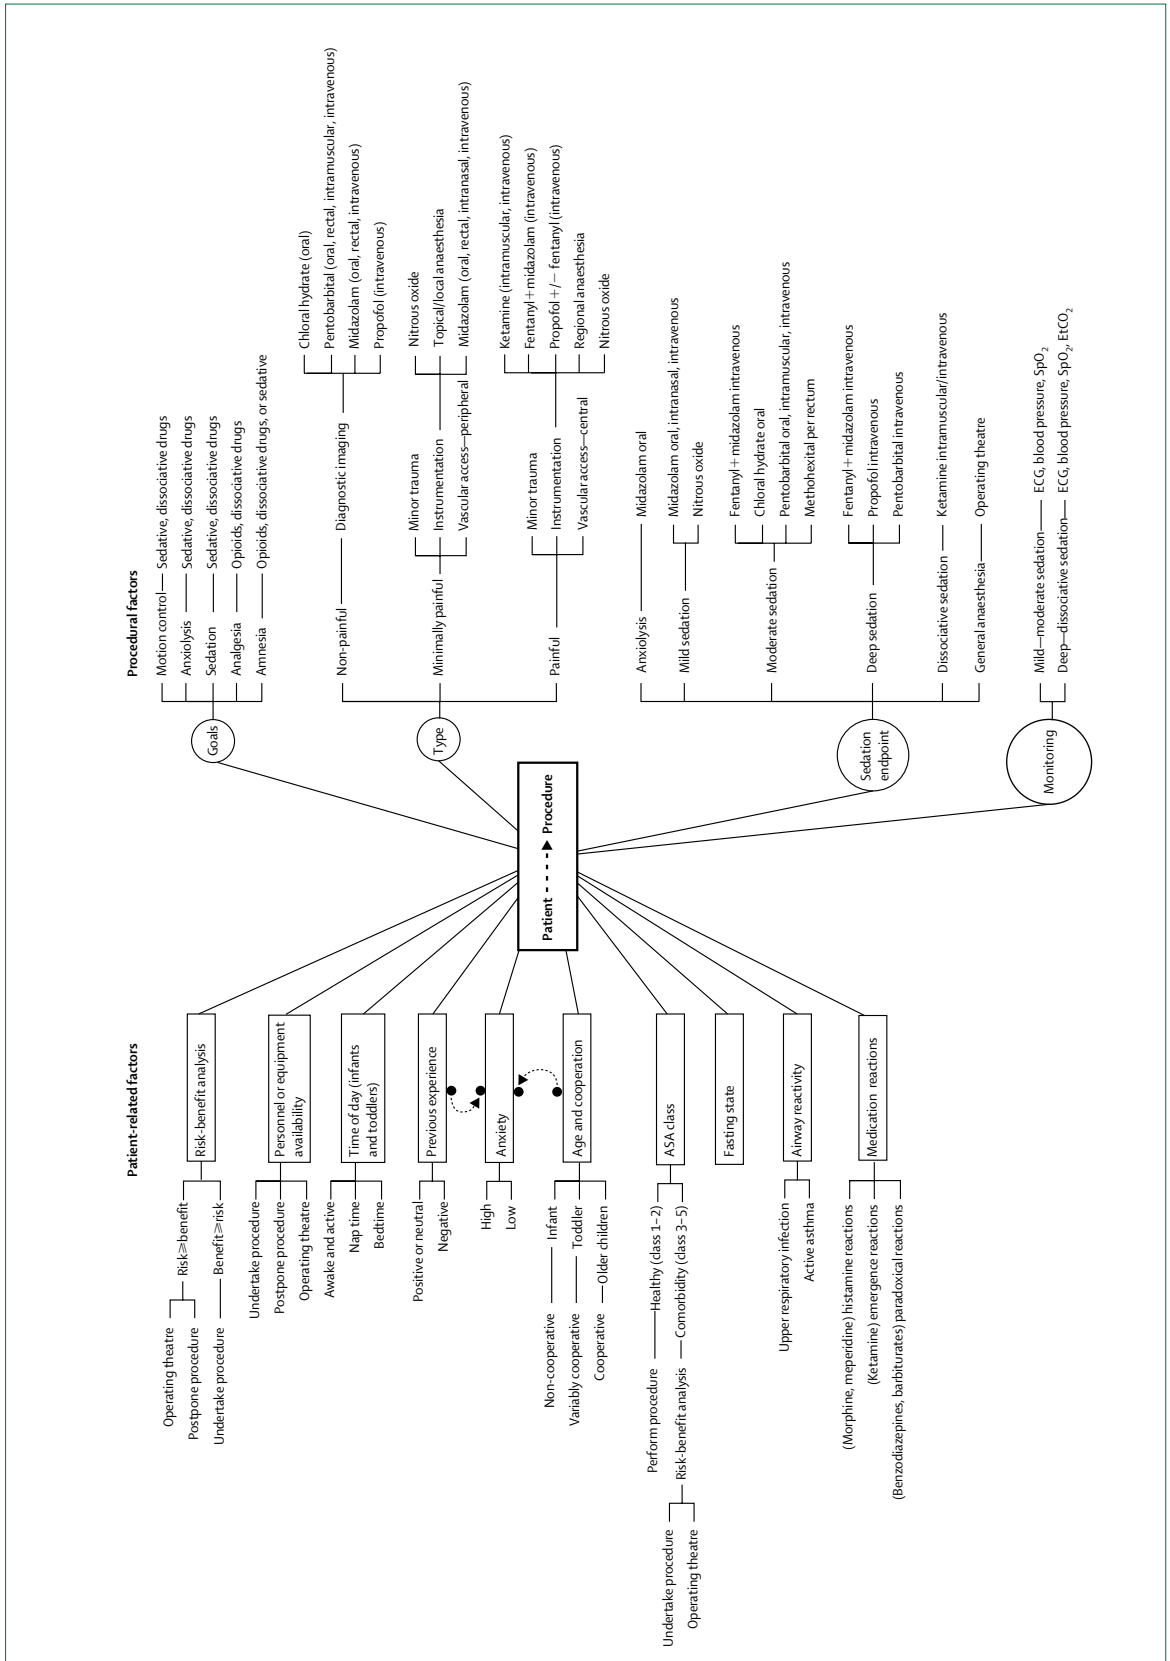 Patient-related factors
Procedural factors
Operating theatre
Postpone procedure
Undertake procedure
Risk⩾benefit
Benefit⩾risk
Risk-benefit analysis
Undertake procedure
Postpone procedure
Operating theatre
Personnel or equipment
availability
Awake and active
Nap time
Bedtime
Time of day (infants
and toddlers)
Positive or neutral
Negative
Previous experience
High
Low
Anxiety
Non-cooperative
Infant
Variably cooperative
Toddler
Cooperative
Older children
Age and cooperation
Perform procedure
Healthy (class 1–2)
Undertake procedure
Operating theatre
Risk-benefit analysis
Comorbidity (class 3–5)
ASA class
Fasting state
Upper respiratory infection
Active asthma
Airway reactivity
(Morphine, meperidine) histamine reactions
(Ketamine) emergence reactions
(Benzodiazepines, barbiturates) paradoxical reactions
Medication reactions
Patient
Procedure
Goals
Motion control
Sedative, dissociative drugs
Anxiolysis
Sedative, dissociative drugs
Sedation
Sedative, dissociative drugs
Analgesia
Opioids, dissociative drugs
Amnesia
Opioids, dissociative drugs, or sedative
Type
Non-painful
Diagnostic imaging
Chloral hydrate (oral)
Pentobarbital (oral, rectal, intramuscular, intravenous)
Midazolam (oral, rectal, intravenous)
Propofol (intravenous)
Minimally painful
Minor trauma
Instrumentation
Vascular access—peripheral
Nitrous oxide
Topical/local anaesthesia
Midazolam (oral, rectal, intranasal, intravenous)
Painful
Minor trauma
Instrumentation
Vascular access—central
Ketamine (intramuscular, intravenous)
Fentanyl+midazolam (intravenous)
Propofol +/– fentanyl (intravenous)
Regional anaesthesia
Nitrous oxide
Sedation
endpoint
Anxiolysis
Midazolam oral
Mild sedation
Midazolam oral, intranasal, intravenous
Nitrous oxide
Moderate sedation
Fentanyl+midazolam intravenous
Chloral hydrate oral
Pentobarbital oral, intramuscular, intravenous
Methohexital per rectum
Deep sedation
Fentanyl+midazolam intravenous
Propofol intravenous
Pentobarbital intravenous
Dissociative sedation
Ketamine intramuscular/intravenous
General anaesthesia
Operating theatre
Monitoring
Mild—moderate sedation
ECG, blood pressure, SpO₂
Deep—dissociative sedation
ECG, blood pressure, SpO₂, EtCO₂